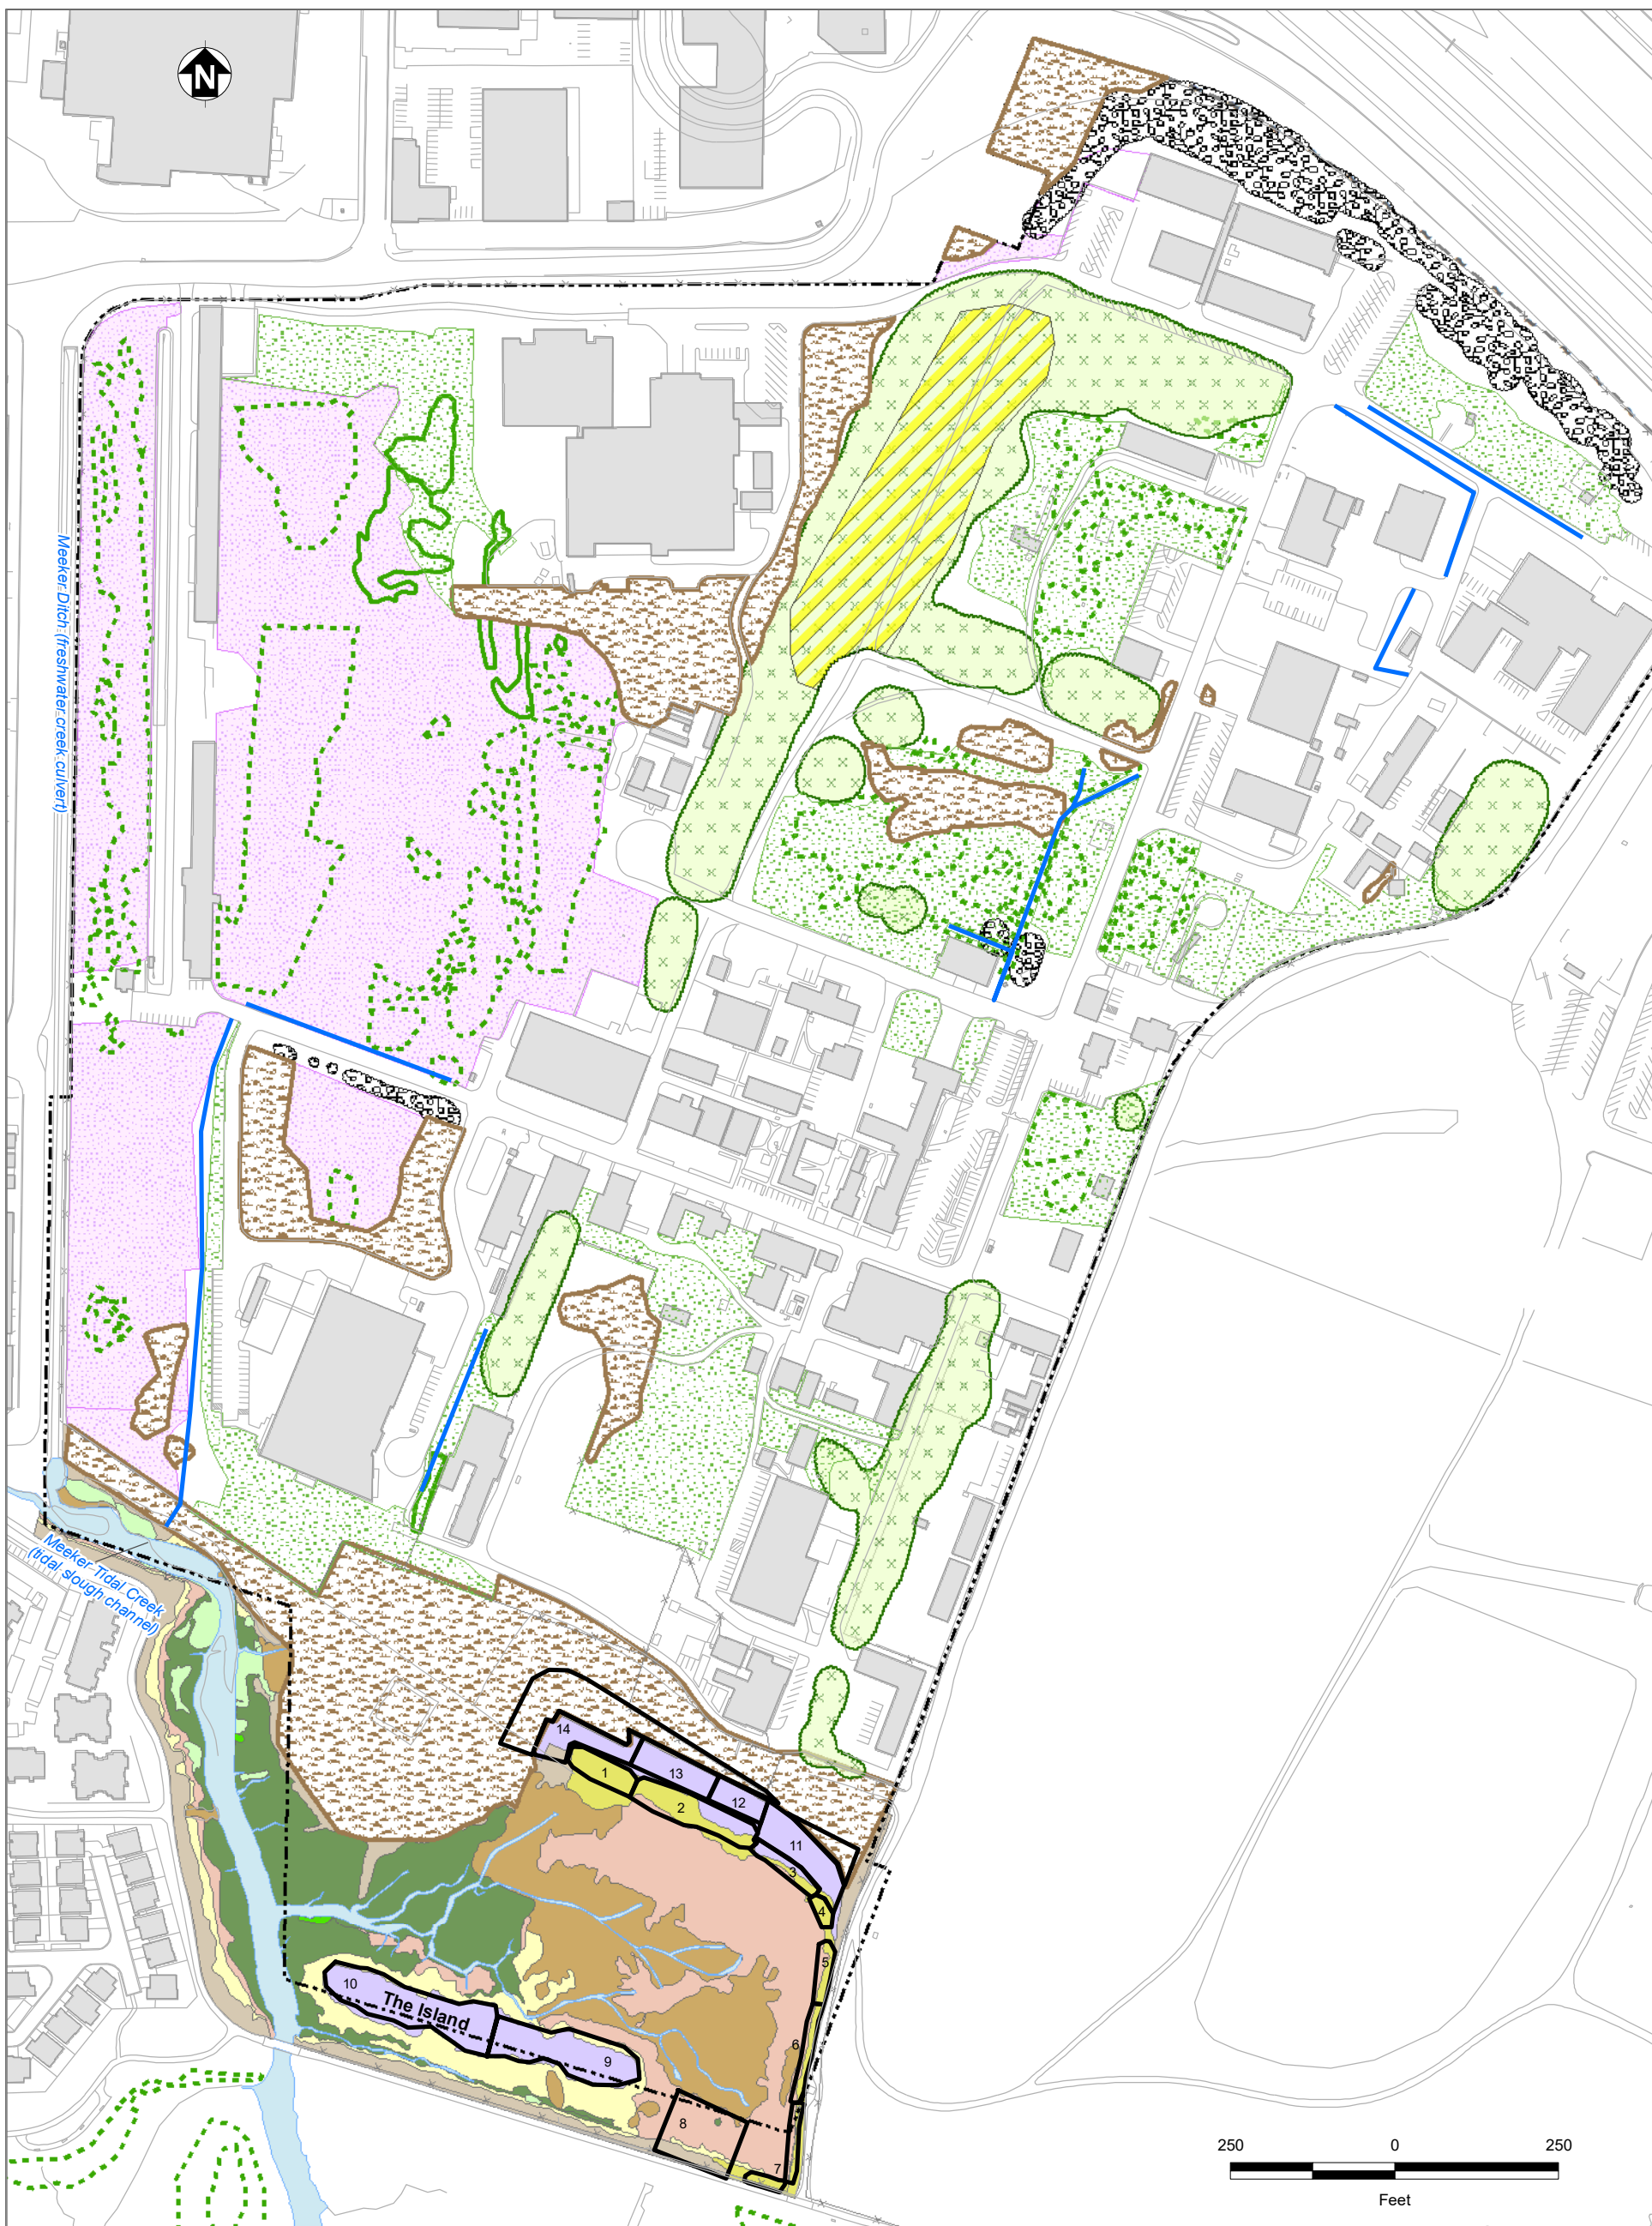 N
Meeker Ditch (freshwater creek culvert)
Meeker Tidal Creek
(tidal slough channel)
14
1
13
2
12
11
3
4
5
10
The Island
9
6
8
7
250 0 250
Feet